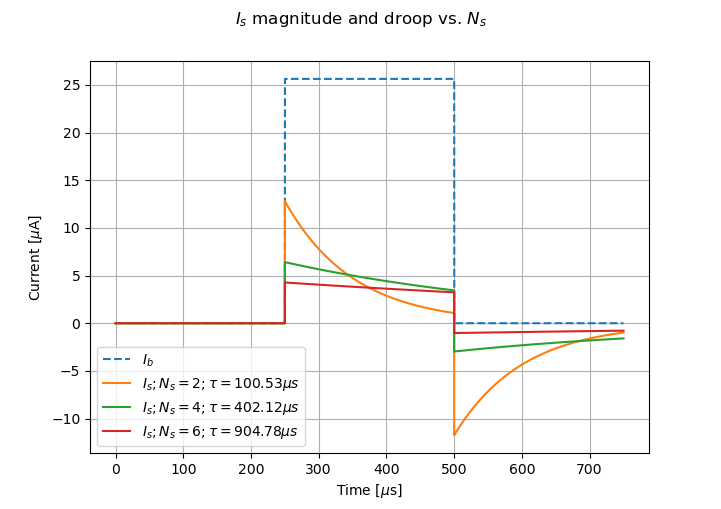 I_s magnitude and droop vs. N_s
Current [μA]
25
20
15
10
5
0
−5
−10
I_b
I_s; N_s = 2; τ = 100.53μs
I_s; N_s = 4; τ = 402.12μs
I_s; N_s = 6; τ = 904.78μs
0 100 200 300 400 500 600 700
Time [μs]